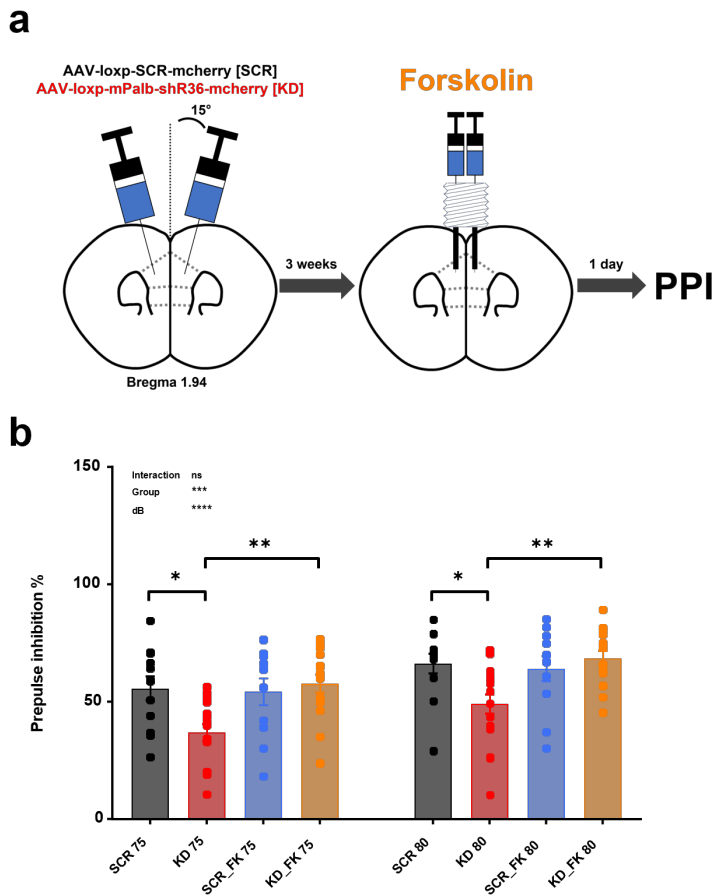 a
AAV-loxp-SCR-mcherry [SCR]
AAV-loxp-mPalb-shR36-mcherry [KD]
15°
Forskolin
3 weeks
1 day
PPI
Bregma 1.94
b
Prepulse inhibition %
150
100
50
0
Interaction ns
Group ***
dB ****
*
**
*
**
SCR 75
KD 75
SCR_FK 75
KD_FK 75
SCR 80
KD 80
SCR_FK 80
KD_FK 80